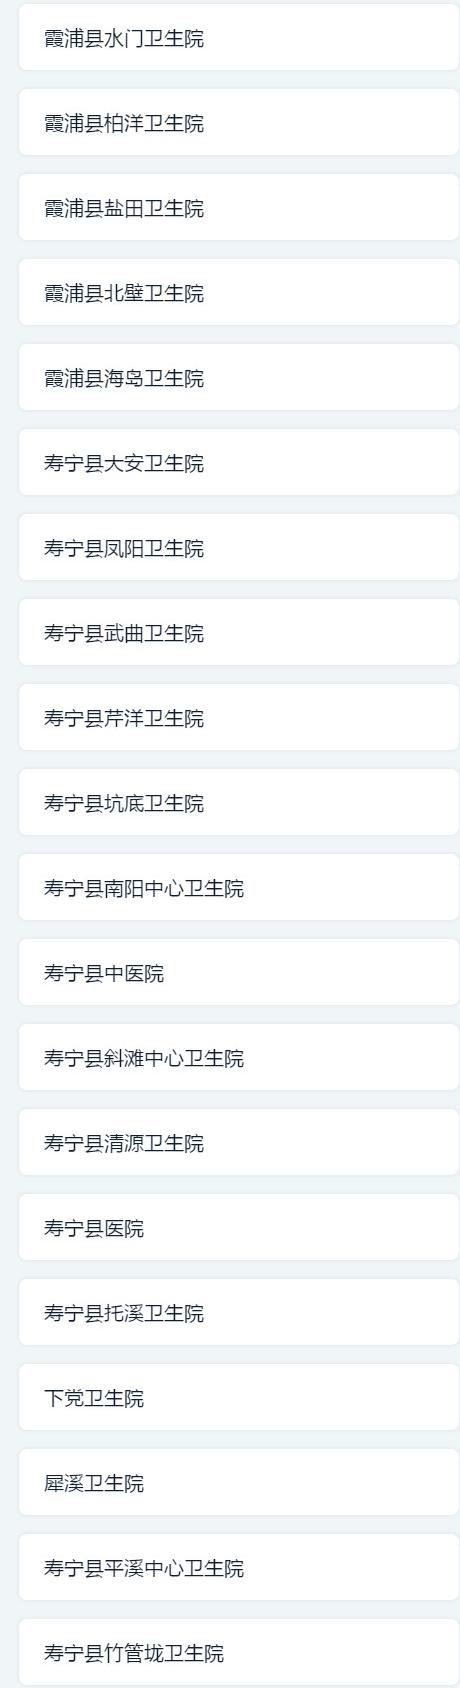 霞浦县水门卫生院
霞浦县柏洋卫生院
霞浦县盐田卫生院
霞浦县北壁卫生院
霞浦县海岛卫生院
寿宁县大安卫生院
寿宁县凤阳卫生院
寿宁县武曲卫生院
寿宁县芹洋卫生院
寿宁县坑底卫生院
寿宁县南阳中心卫生院
寿宁县中医院
寿宁县斜滩中心卫生院
寿宁县清源卫生院
寿宁县医院
寿宁县托溪卫生院
下党卫生院
犀溪卫生院
寿宁县平溪中心卫生院
寿宁县竹管垅卫生院